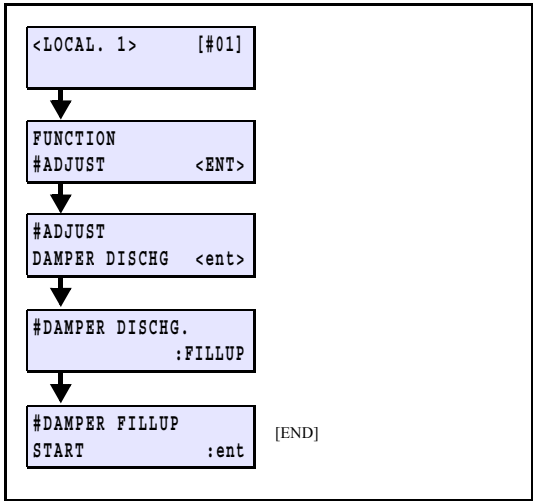 <LOCAL. 1> [#01]
FUNCTION
#ADJUST <ENT>
#ADJUST
DAMPER DISCHG <ent>
#DAMPER DISCHG.
:FILLUP
#DAMPER FILLUP
START :ent
[END]